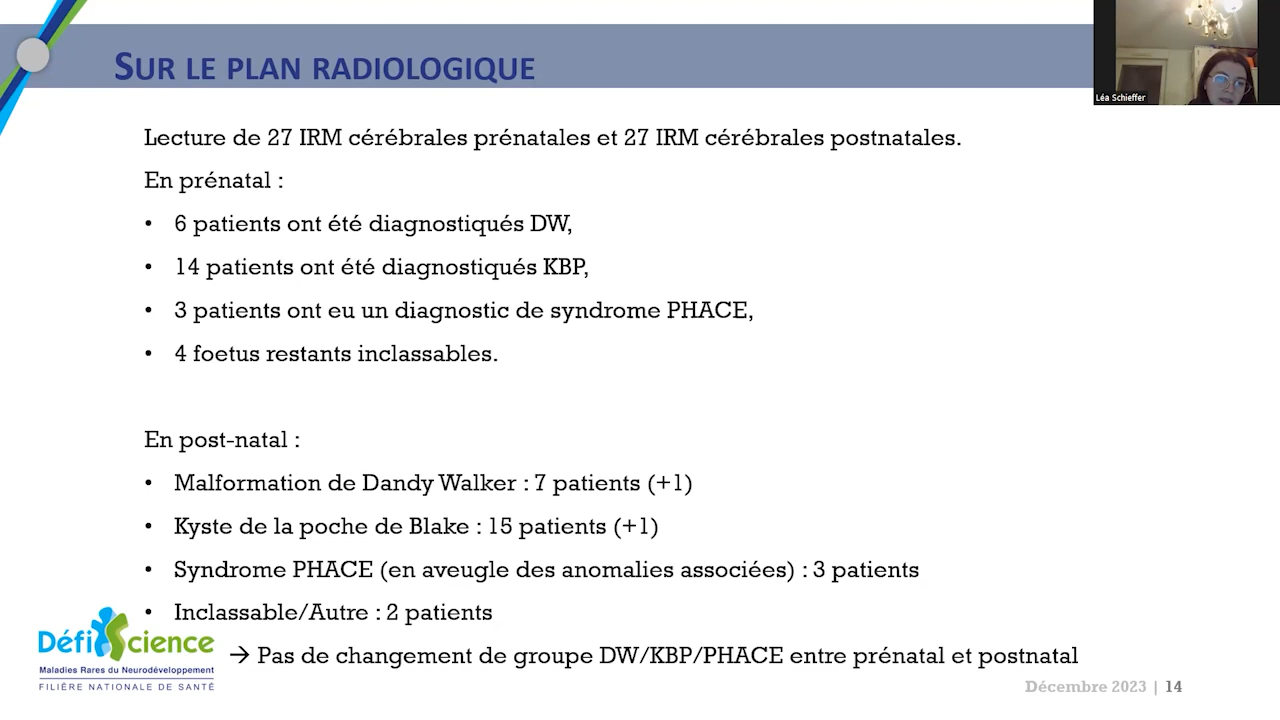 SUR LE PLAN RADIOLOGIQUE
Léa Schieffer
Lecture de 27 IRM cérébrales prénatales et 27 IRM cérébrales postnatales.
En prénatal :
• 6 patients ont été diagnostiqués DW,
• 14 patients ont été diagnostiqués KBP,
• 3 patients ont eu un diagnostic de syndrome PHACE,
• 4 foetus restants inclassables.
En post-natal :
• Malformation de Dandy Walker : 7 patients (+1)
• Kyste de la poche de Blake : 15 patients (+1)
• Syndrome PHACE (en aveugle des anomalies associées) : 3 patients
• Inclassable/Autre : 2 patients
→ Pas de changement de groupe DW/KBP/PHACE entre prénatal et postnatal
DéfiScience
Maladies Rares du Neurodéveloppement
FILIÈRE NATIONALE DE SANTÉ
Décembre 2023 | 14